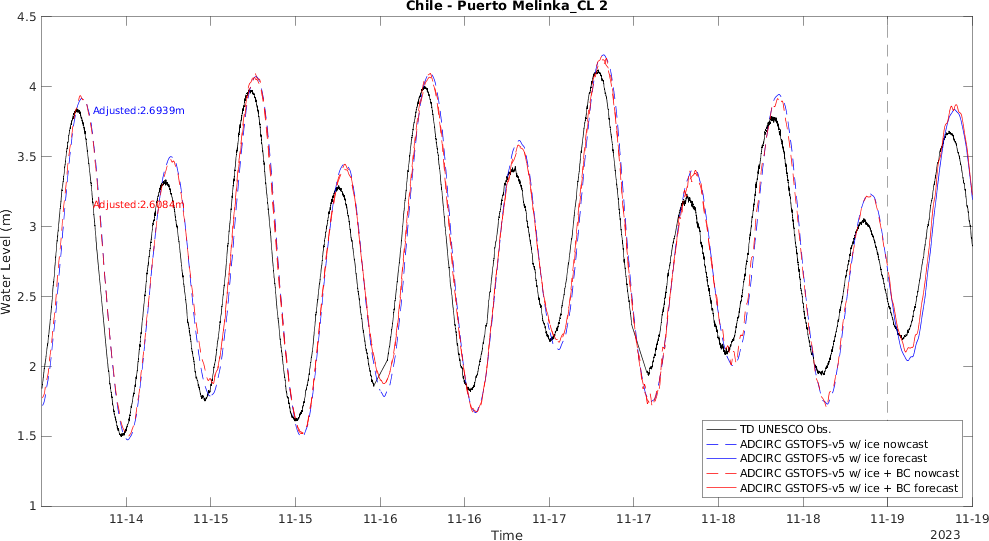 Chile - Puerto Melinka_CL 2
4.5
4
3.5
3
2.5
2
1.5
1
Water Level (m)
Adjusted:2.6939m
Adjusted:2.6084m
TD UNESCO Obs.
ADCIRC GSTOFS-v5 w/ ice nowcast
ADCIRC GSTOFS-v5 w/ ice forecast
ADCIRC GSTOFS-v5 w/ ice + BC nowcast
ADCIRC GSTOFS-v5 w/ ice + BC forecast
11-14 11-15 11-15 11-16 11-16 11-17 11-17 11-18 11-18 11-19 11-19
Time
2023